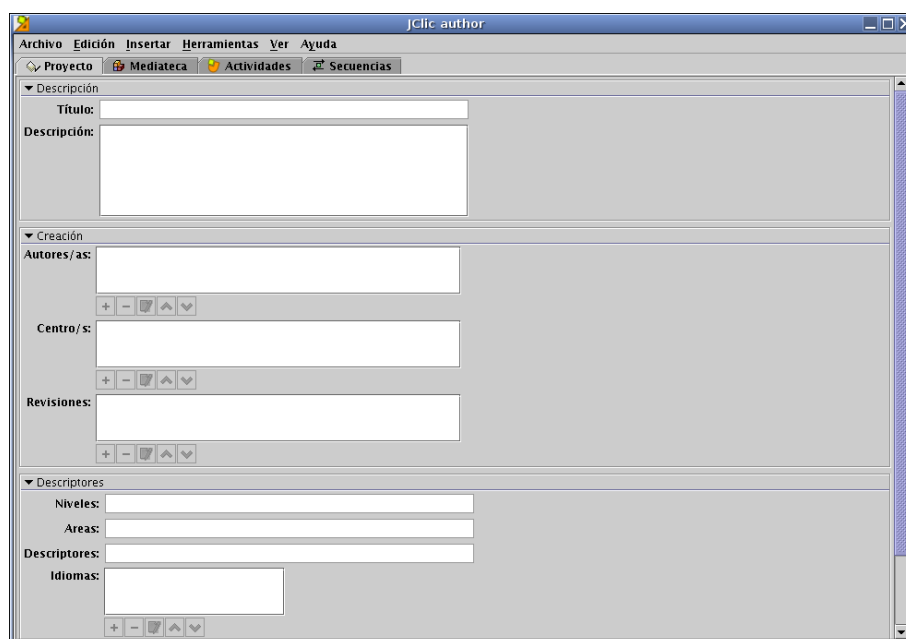 JClic author
Archivo Edición Insertar Herramientas Ver Ayuda
Proyecto Mediateca Actividades Secuencias
Descripción
Título:
Descripción:
Creación
Autores/as:
Centro/s:
Revisiones:
Descriptores
Niveles:
Areas:
Descriptores:
Idiomas: